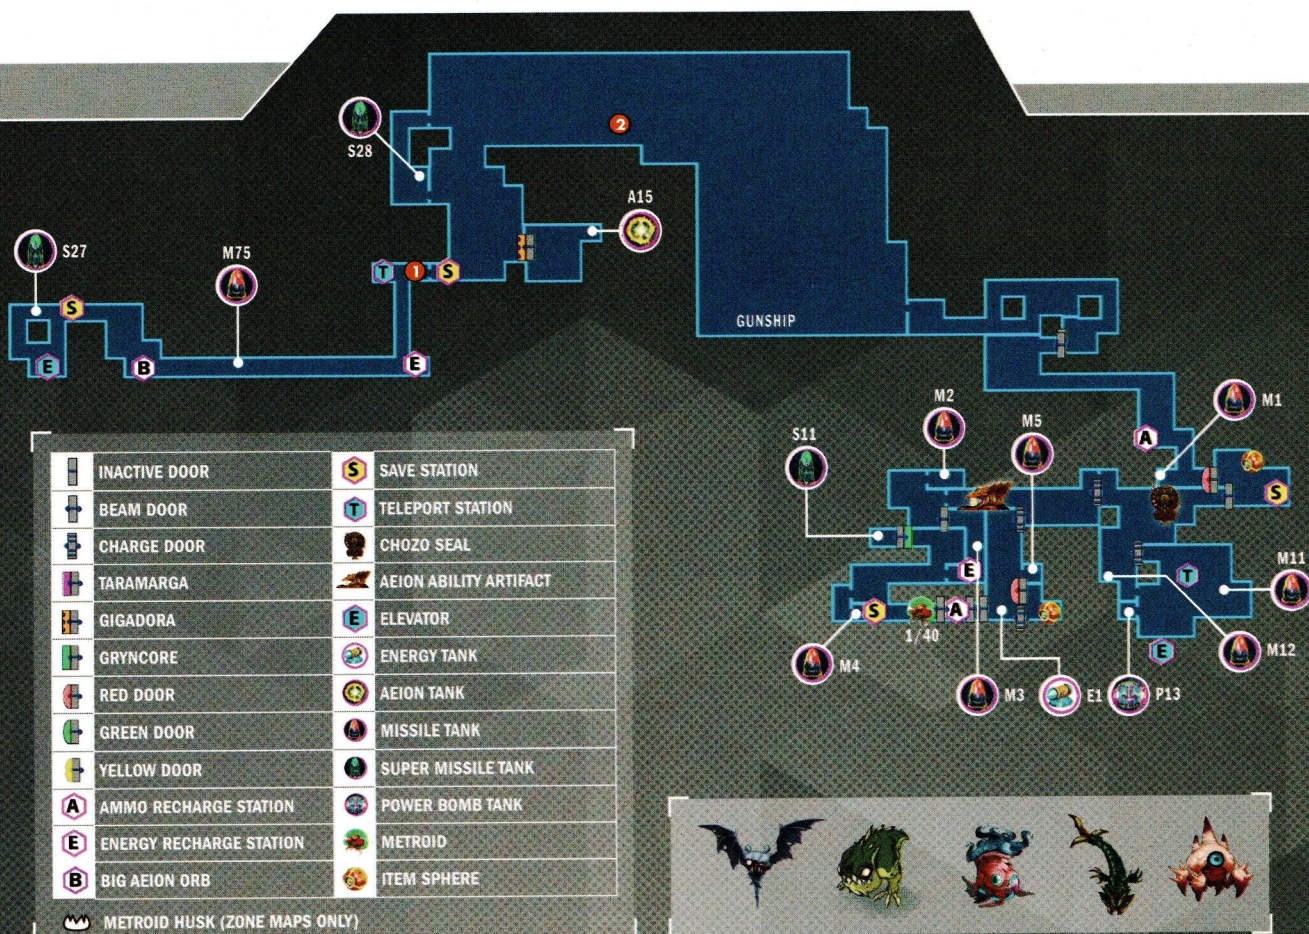 2
S28
A15
S27
S
M75
T
1
S
GUNSHIP
E
B
E
M2
M5
M1
S11
A
S
E
T
M11
S
A
1/40
M4
M3
E1
P13
E
M12
INACTIVE DOOR
S SAVE STATION
BEAM DOOR
T TELEPORT STATION
CHARGE DOOR
CHOZO SEAL
TARAMARGA
AEION ABILITY ARTIFACT
GIGADORA
E ELEVATOR
GRYNCORE
ENERGY TANK
RED DOOR
AEION TANK
GREEN DOOR
MISSILE TANK
YELLOW DOOR
SUPER MISSILE TANK
A AMMO RECHARGE STATION
POWER BOMB TANK
E ENERGY RECHARGE STATION
METROID
B BIG AEION ORB
ITEM SPHERE
METROID HUSK (ZONE MAPS ONLY)